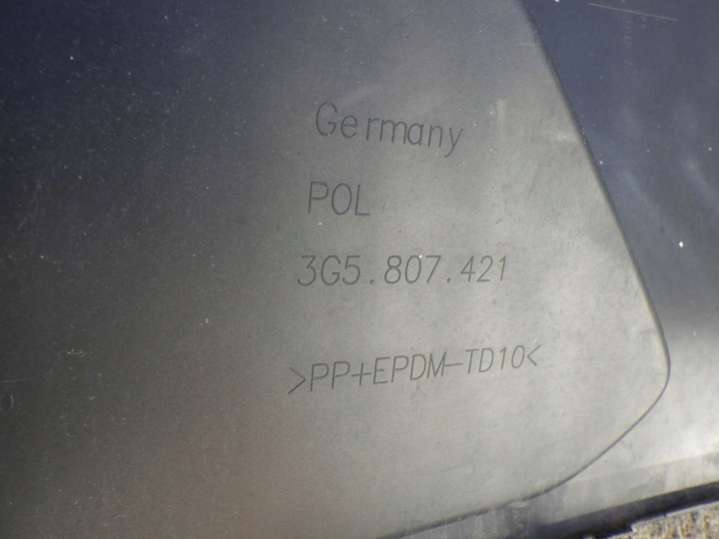 Germany
POL
3G5.807.421
>PP+EPDM-TD10<